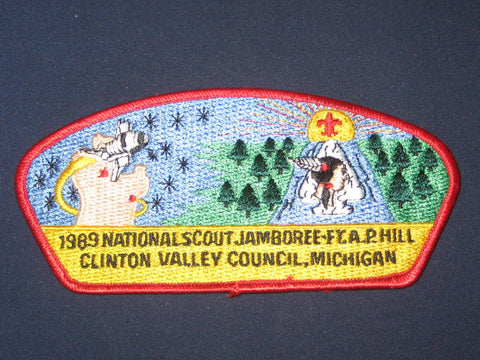 1989 NATIONAL SCOUT JAMBOREE-FT. A.P. HILL
CLINTON VALLEY COUNCIL, MICHIGAN